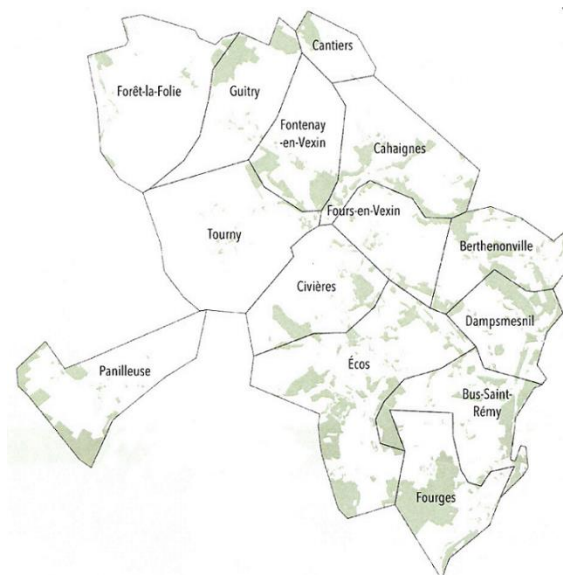 Cantiers
Forêt-la-Folie
Guitry
Fontenay
-en-Vexin
Cahaignes
Fours-en-Vexin
Tourny
Berthenonville
Civières
Dampsmesnil
Panilleuse
Écos
Bus-Saint-
Rémy
Fourges